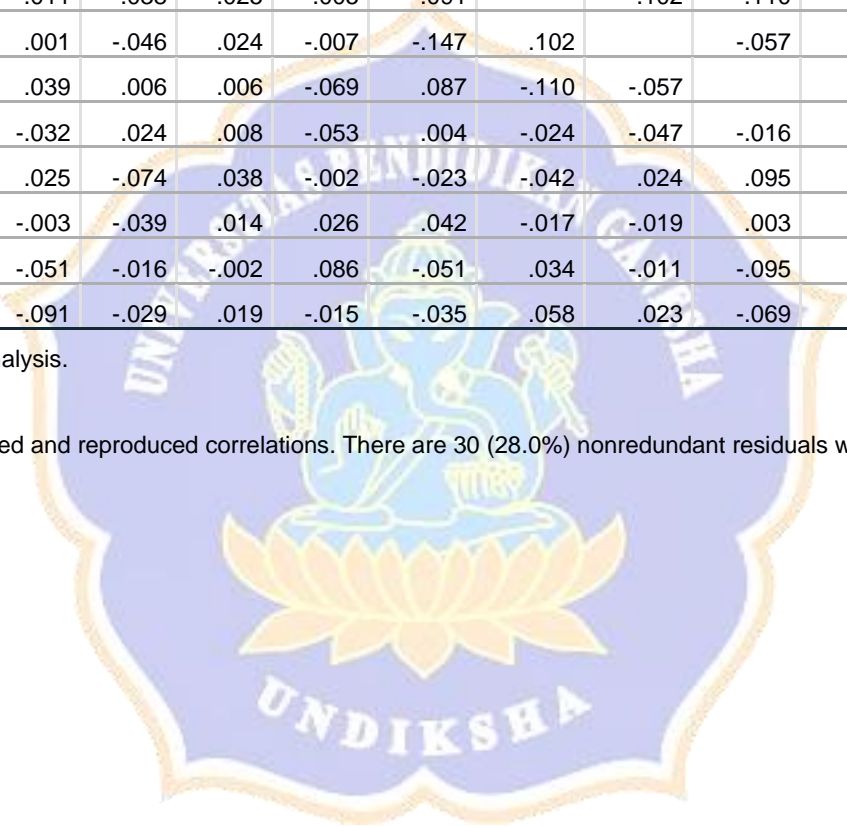 .001 -.046 .024 -.007 -.147 .102 -.057
.039 .006 .006 -.069 .087 -.110 -.057
-.032 .024 .008 -.053 .004 -.024 -.047 -.016
.025 -.074 .038 -.002 -.023 -.042 .024 .095
-.003 -.039 .014 .026 .042 -.017 -.019 .003
-.051 -.016 -.002 .086 -.051 .034 -.011 -.095
-.091 -.029 .019 -.015 -.035 .058 .023 -.069
alysis.
ed and reproduced correlations. There are 30 (28.0%) nonredundant residuals w
UNIVERSITAS PENDIDIKAN GANESHA
UNDIKSHA